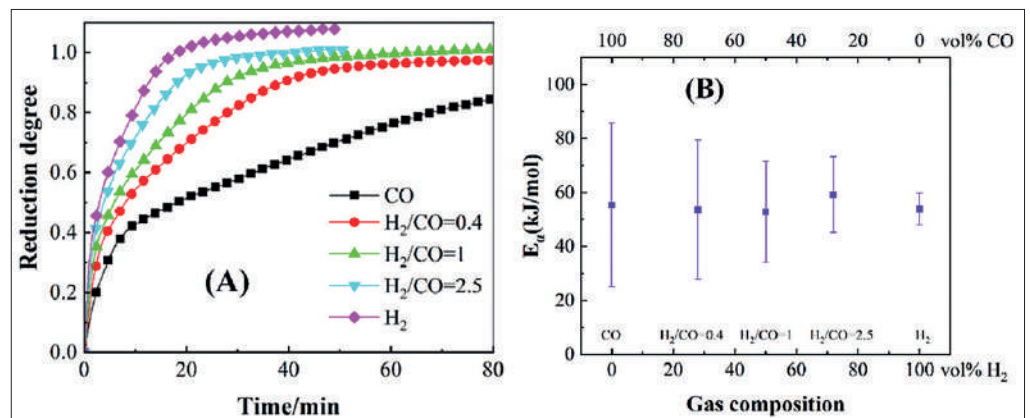 1.0
0.8
0.6
0.4
0.2
0.0
Reduction degree
(A)
CO
H₂/CO=0.4
H₂/CO=1
H₂/CO=2.5
H₂
0 20 40 60 80
Time/min
100 80 60 40 20 0 vol% CO
(B)
100
80
60
40
20
0
Eα(kJ/mol)
CO H₂/CO=0.4 H₂/CO=1 H₂/CO=2.5 H₂
0 20 40 60 80 100 vol% H₂
Gas composition